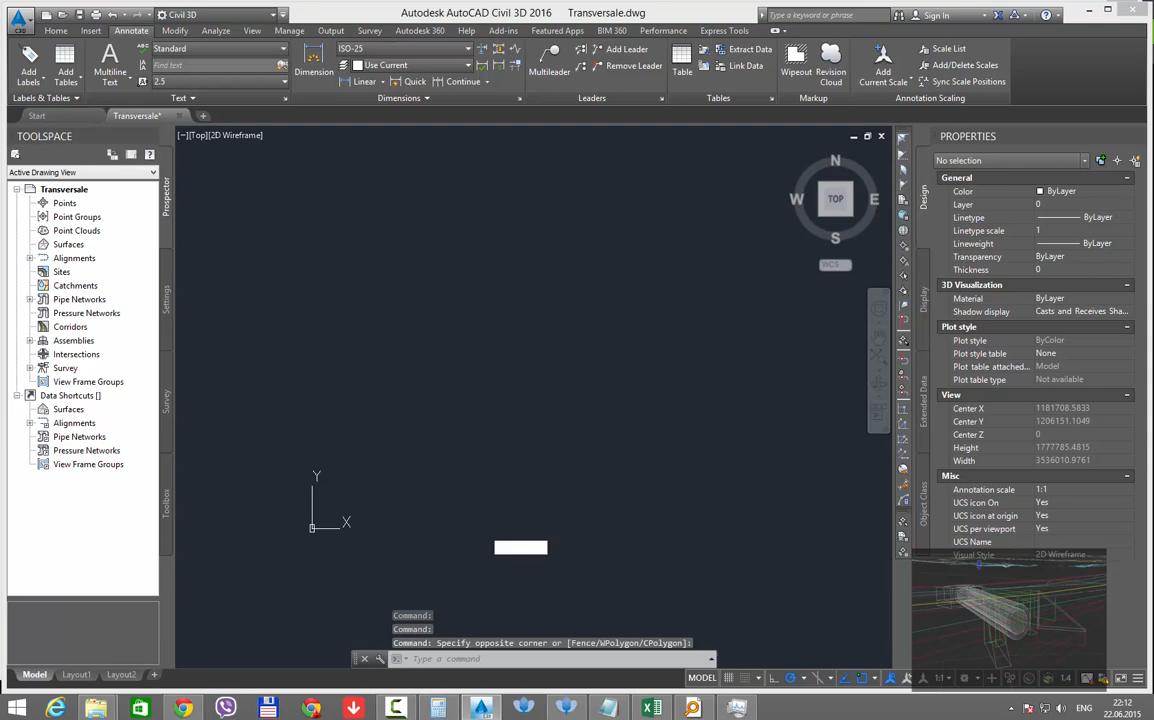 Civil 3D
Autodesk AutoCAD Civil 3D 2016 Transversale.dwg
Type a keyword or phrase
Sign In
C3D
Home Insert Annotate Modify Analyze View Manage Output Survey Autodesk 360 Help Add-ins Featured Apps BIM 360 Performance Express Tools
Add Labels
Add Tables
Multiline Text
Standard
Find text
2.5
Dimension
ISO-25
Use Current
Linear Quick Continue
Multileader
Add Leader
Remove Leader
Table
Extract Data
Link Data
Wipeout
Revision Cloud
Add Current Scale
Scale List
Add/Delete Scales
Sync Scale Positions
Labels & Tables
Text
Dimensions
Leaders
Tables
Markup
Annotation Scaling
Start Transversale*
TOOLSPACE
Active Drawing View
Transversale
Points
Point Groups
Point Clouds
Surfaces
Alignments
Sites
Catchments
Pipe Networks
Pressure Networks
Corridors
Assemblies
Intersections
Survey
View Frame Groups
Data Shortcuts []
Surfaces
Alignments
Pipe Networks
Pressure Networks
View Frame Groups
Prospector
Settings
Survey
Toolbox
[−][Top][2D Wireframe]
N
W TOP E
S
WCS
Y
X
Command:
Command:
Command: Specify opposite corner or [Fence/WPolygon/CPolygon]:
Type a command
PROPERTIES
No selection
Design
Display
Extended Data
Object Class
General
Color ByLayer
Layer 0
Linetype ByLayer
Linetype scale 1
Lineweight ByLayer
Transparency ByLayer
Thickness 0
3D Visualization
Material ByLayer
Shadow display Casts and Receives Sha...
Plot style
Plot style ByColor
Plot style table None
Plot table attached... Model
Plot table type Not available
View
Center X 1181708.5833
Center Y 1206151.1049
Center Z 0
Height 1777785.4815
Width 3536010.9761
Misc
Annotation scale 1:1
UCS icon On Yes
UCS icon at origin Yes
UCS per viewport Yes
UCS Name
Visual Style 2D Wireframe
Model Layout1 Layout2
MODEL
1:1
1.4
ENG
22:12
22.06.2015